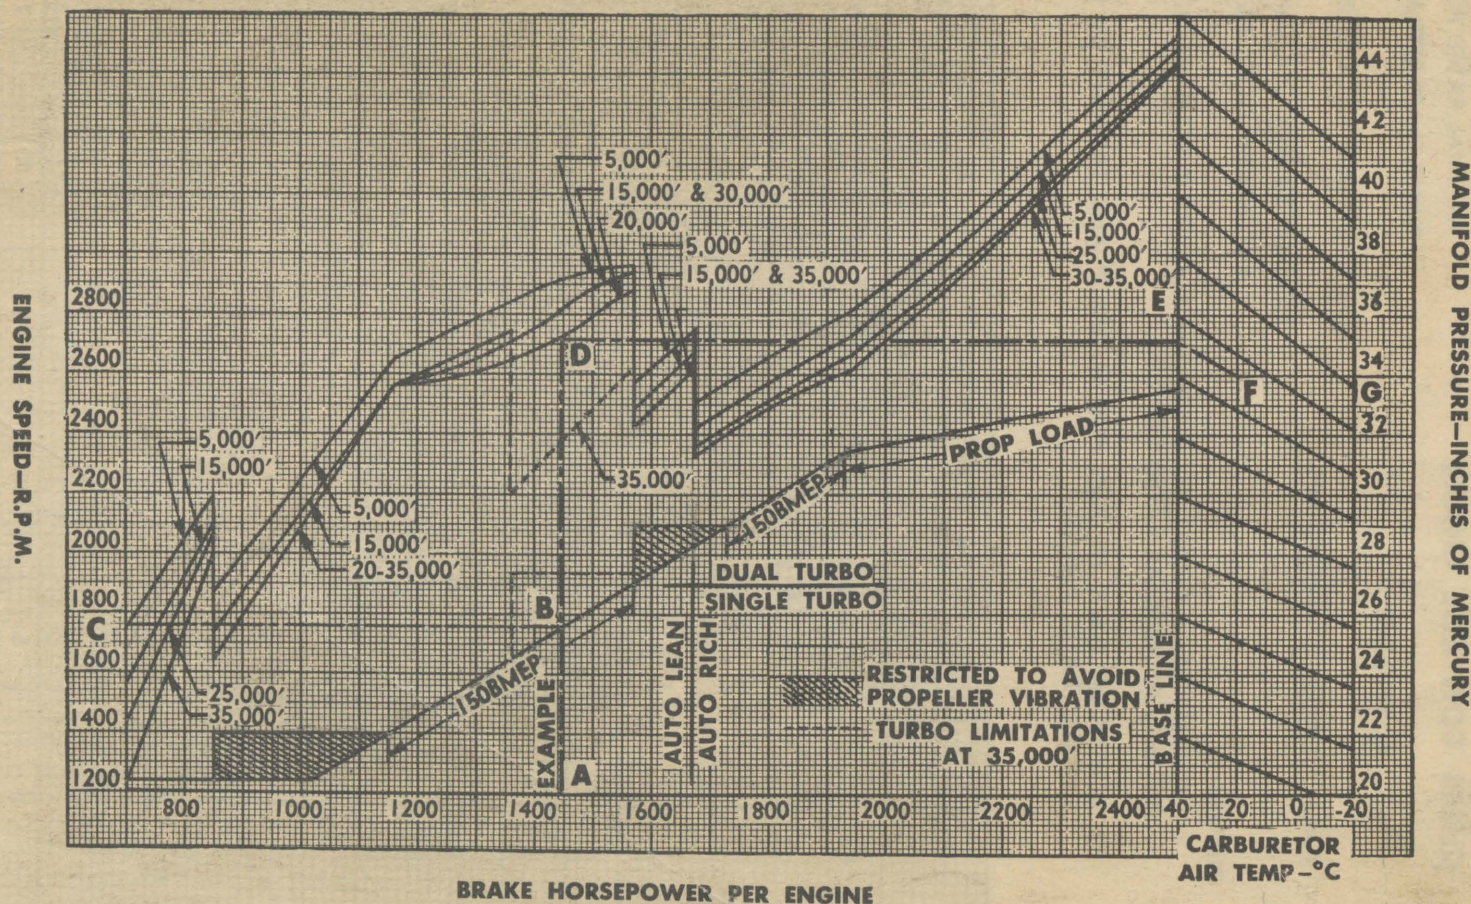 5,000′
15,000′ & 30,000′
20,000′
5,000′
15,000′ & 35,000′
5,000′
15,000′
25,000′
30-35,000′
35,000′
5,000′
15,000′
5,000′
15,000′
20-35,000′
25,000′
35,000′
ENGINE SPEED—R.P.M.
2800
2600
2400
2200
2000
1800
1600
1400
1200
C
D
B
A
E
F
G
PROP LOAD
150BMEP
150BMEP
DUAL TURBO
SINGLE TURBO
EXAMPLE
AUTO LEAN
AUTO RICH
BASE LINE
RESTRICTED TO AVOID
PROPELLER VIBRATION
TURBO LIMITATIONS
AT 35,000′
44
42
40
38
36
34
32
30
28
26
24
22
20
MANIFOLD PRESSURE—INCHES OF MERCURY
800 1000 1200 1400 1600 1800 2000 2200 2400 40 20 0 -20
CARBURETOR
AIR TEMP-°C
BRAKE HORSEPOWER PER ENGINE